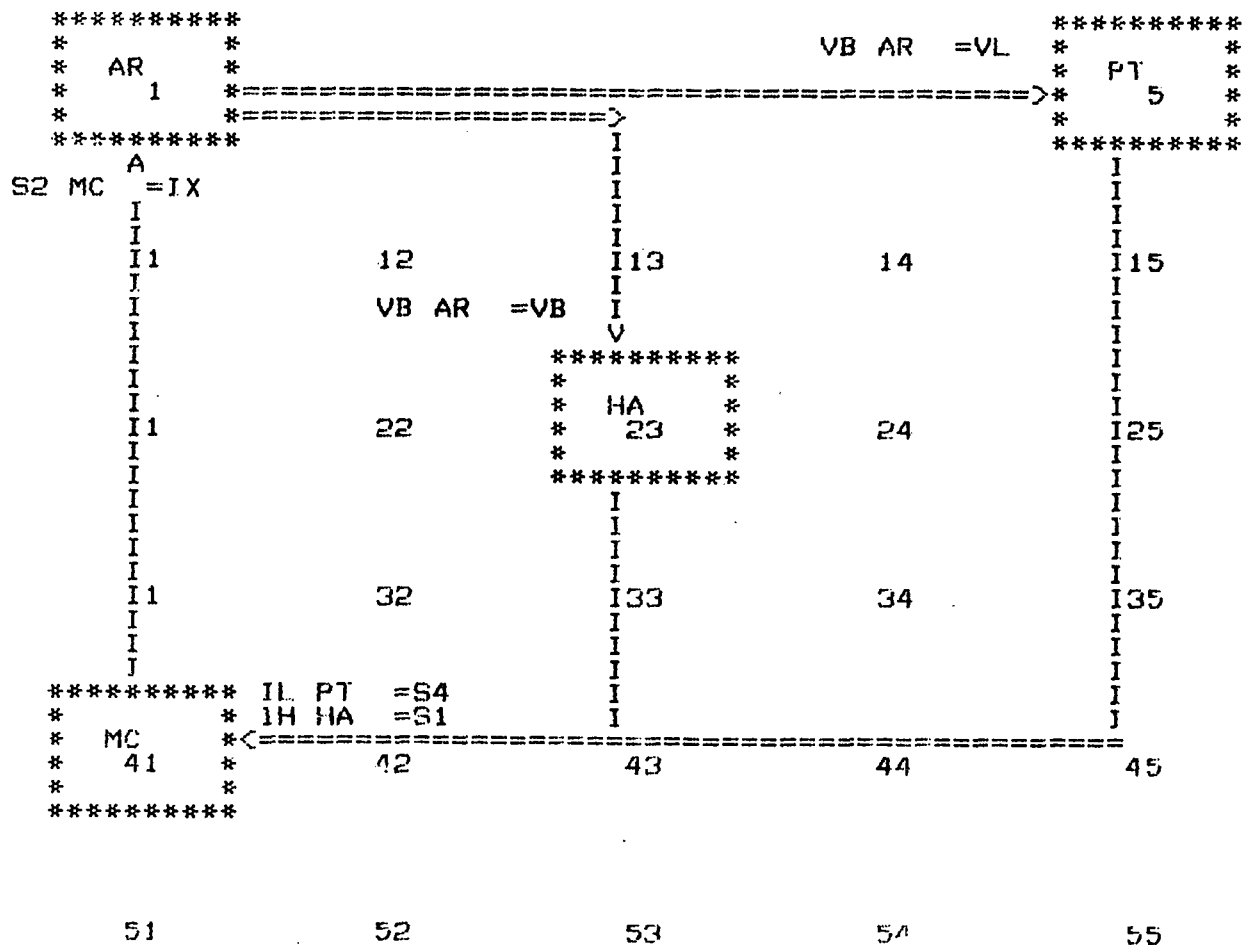 **********                                        **********
*        *                         VB AR  =VL     *        *
*  AR    *                                        *  PT    *
*    1   *=======================================>*    5   *
*        *===================>                    *        *
**********                   I                    **********
A                            I                    I
S2 MC  =IX
I1        12        I13        14        I15
VB AR  =VB    I
V
**********
*        *
*  HA    *
I1        22        *    23   *        24        I25
*        *
**********
I1        32        I33        34        I35
********** IL PT  =S4
*        * IH HA  =S1
*  MC    *<====================================
*    41  *        42        43        44        45
*        *
**********
51        52        53        54        55